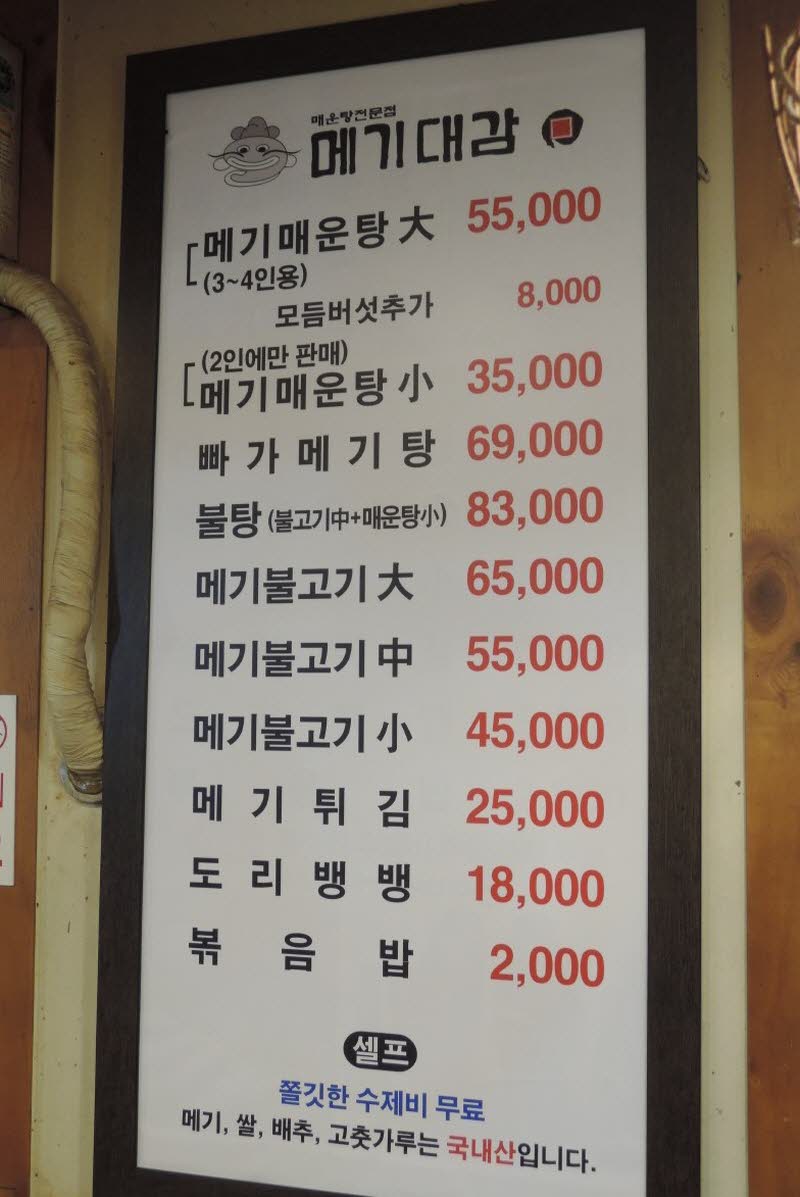 매운탕전문점
메기대감
메기매운탕 大 55,000
(3~4인용)
모듬버섯추가 8,000
(2인에만 판매)
메기매운탕 小 35,000
빠가메기탕 69,000
불탕 (불고기中+매운탕小) 83,000
메기불고기 大 65,000
메기불고기 中 55,000
메기불고기 小 45,000
메기튀김 25,000
도리뱅뱅 18,000
볶음밥 2,000
셀프
쫄깃한 수제비 무료
메기, 쌀, 배추, 고춧가루는 국내산입니다.